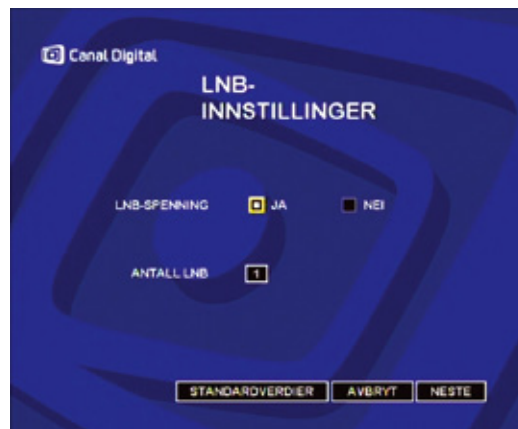 Canal Digital
LNB-
INNSTILLINGER
LNB-SPENNING JA NEI
ANTALL LNB 1
STANDARDVERDIER AVBRYT NESTE